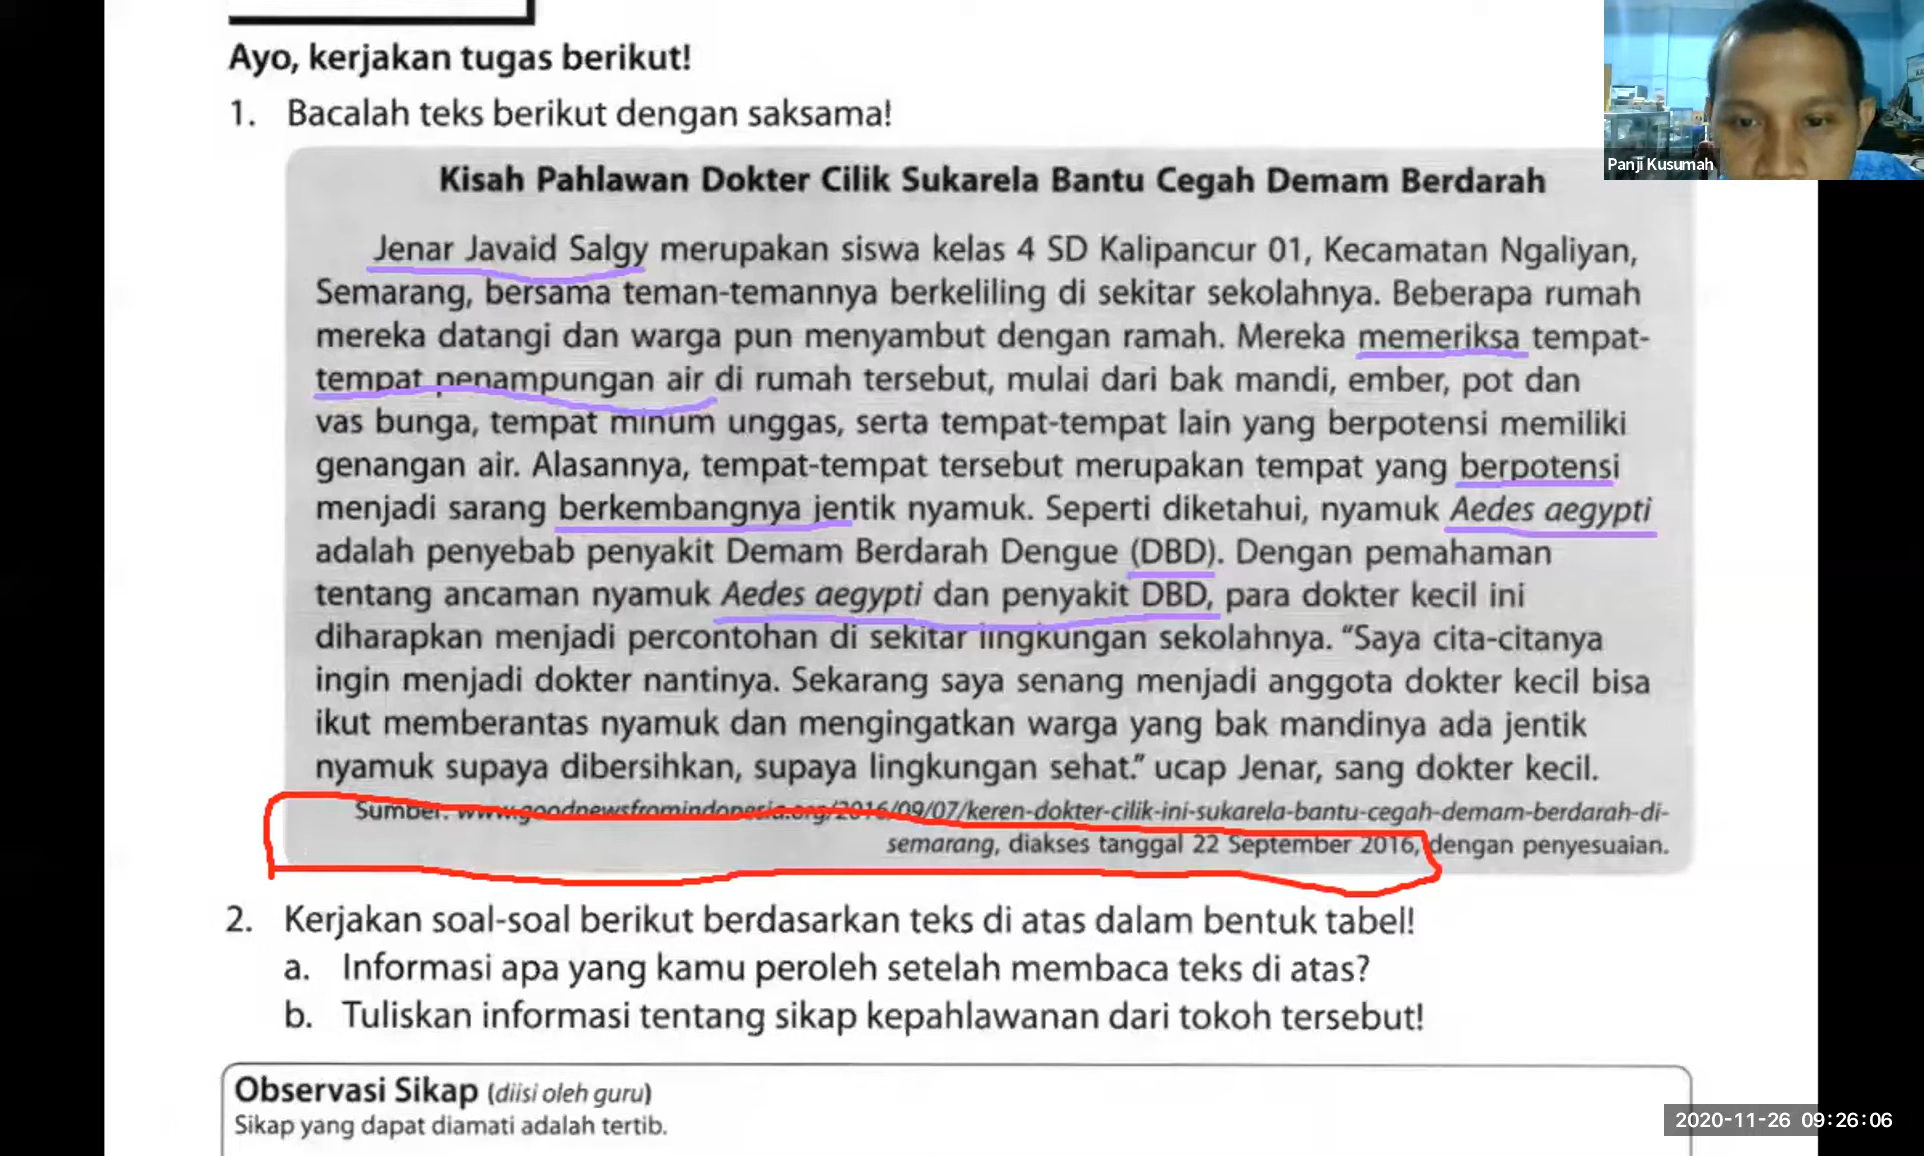 Ayo, kerjakan tugas berikut!
1. Bacalah teks berikut dengan saksama!
Kisah Pahlawan Dokter Cilik Sukarela Bantu Cegah Demam Berdarah
Jenar Javaid Salgy merupakan siswa kelas 4 SD Kalipancur 01, Kecamatan Ngaliyan,
Semarang, bersama teman-temannya berkeliling di sekitar sekolahnya. Beberapa rumah
mereka datangi dan warga pun menyambut dengan ramah. Mereka memeriksa tempat-
tempat penampungan air di rumah tersebut, mulai dari bak mandi, ember, pot dan
vas bunga, tempat minum unggas, serta tempat-tempat lain yang berpotensi memiliki
genangan air. Alasannya, tempat-tempat tersebut merupakan tempat yang berpotensi
menjadi sarang berkembangnya jentik nyamuk. Seperti diketahui, nyamuk Aedes aegypti
adalah penyebab penyakit Demam Berdarah Dengue (DBD). Dengan pemahaman
tentang ancaman nyamuk Aedes aegypti dan penyakit DBD, para dokter kecil ini
diharapkan menjadi percontohan di sekitar lingkungan sekolahnya. “Saya cita-citanya
ingin menjadi dokter nantinya. Sekarang saya senang menjadi anggota dokter kecil bisa
ikut memberantas nyamuk dan mengingatkan warga yang bak mandinya ada jentik
nyamuk supaya dibersihkan, supaya lingkungan sehat.” ucap Jenar, sang dokter kecil.
Sumber: www.goodnewsfromindonesia.org/2016/09/07/keren-dokter-cilik-ini-sukarela-bantu-cegah-demam-berdarah-di-
semarang, diakses tanggal 22 September 2016, dengan penyesuaian.
2. Kerjakan soal-soal berikut berdasarkan teks di atas dalam bentuk tabel!
a. Informasi apa yang kamu peroleh setelah membaca teks di atas?
b. Tuliskan informasi tentang sikap kepahlawanan dari tokoh tersebut!
Observasi Sikap (diisi oleh guru)
Sikap yang dapat diamati adalah tertib.
Panji Kusumah
2020-11-26 09:26:06